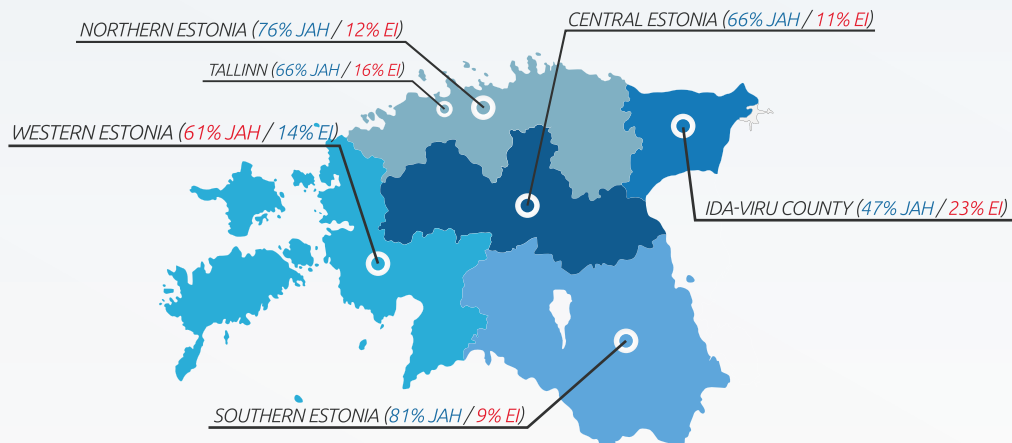 CENTRAL ESTONIA (66% JAH / 11% EI)
NORTHERN ESTONIA (76% JAH / 12% EI)
TALLINN (66% JAH / 16% EI)
WESTERN ESTONIA (61% JAH / 14% EI)
IDA-VIRU COUNTY (47% JAH / 23% EI)
SOUTHERN ESTONIA (81% JAH / 9% EI)